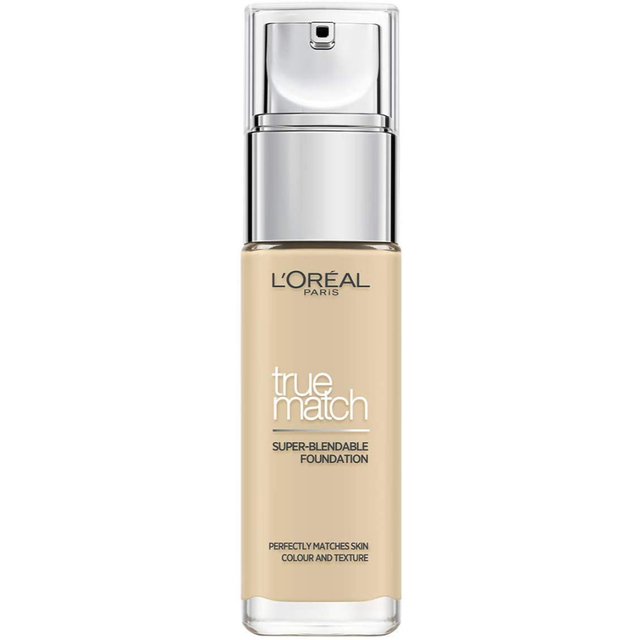 L'ORÉAL
PARIS
true
match
SUPER-BLENDABLE
FOUNDATION
PERFECTLY MATCHES SKIN
COLOUR AND TEXTURE